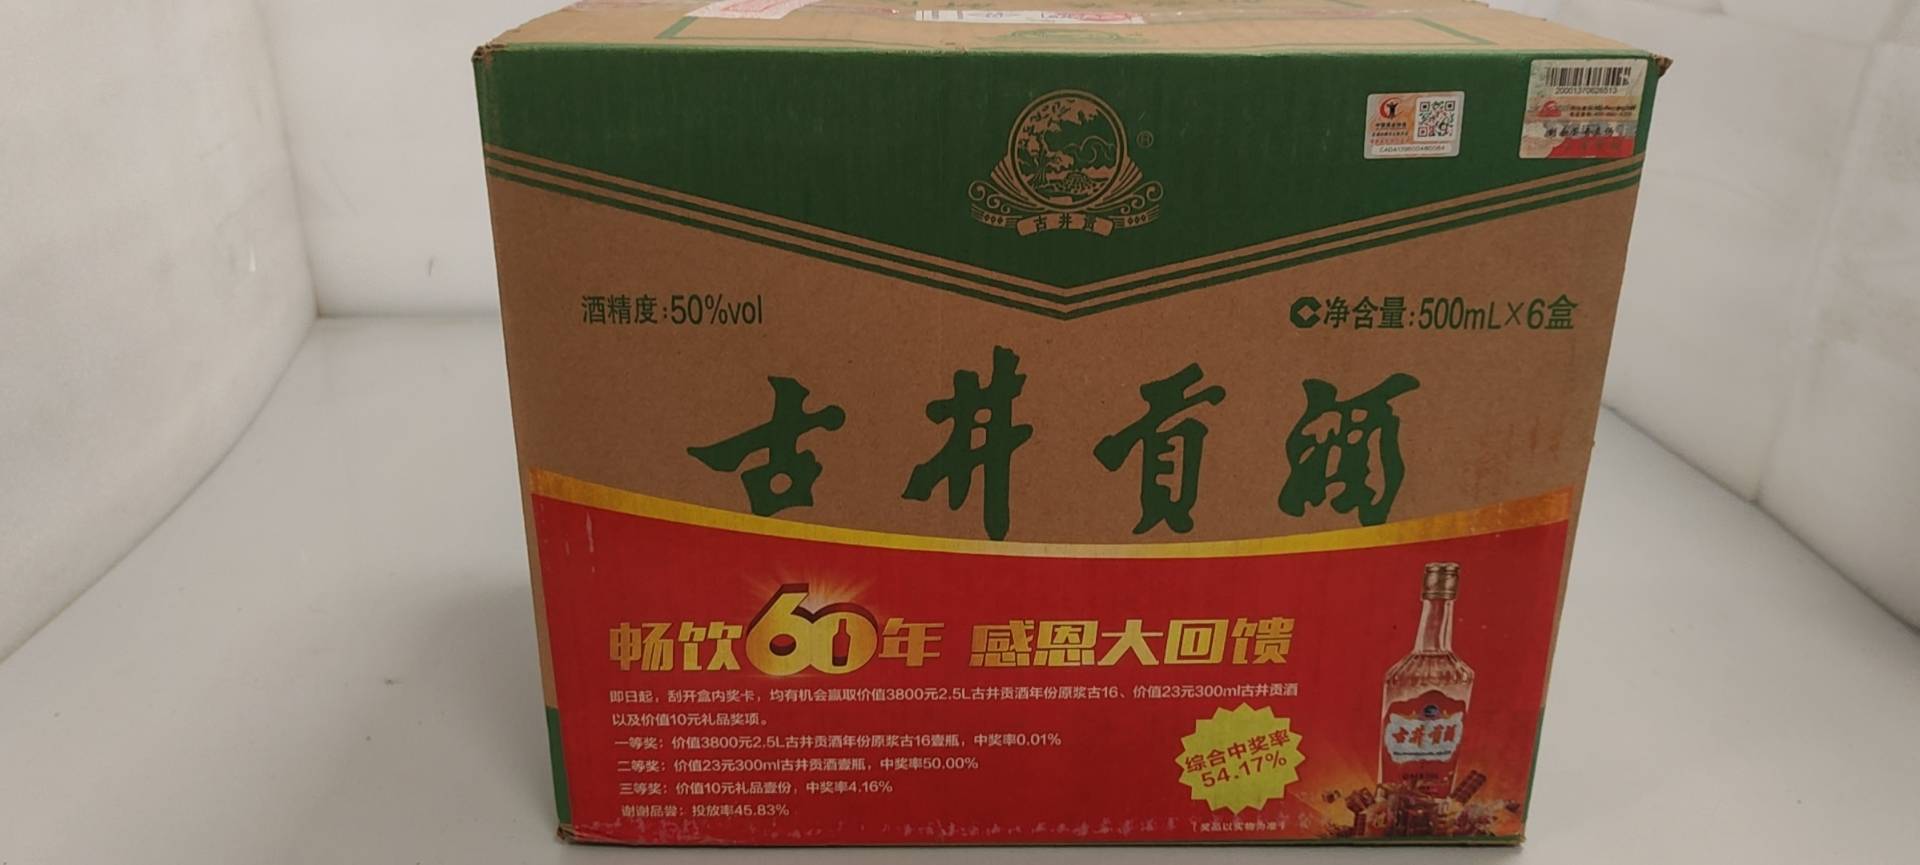 20001370626513
古井贡
®
酒精度:50%vol
净含量:500mL×6盒
古井贡酒
畅饮60年 感恩大回馈
即日起，刮开盒内奖卡，均有机会赢取价值3800元2.5L古井贡酒年份原浆古16、价值23元300ml古井贡酒
以及价值10元礼品奖项。
一等奖：价值3800元2.5L古井贡酒年份原浆古16壹瓶，中奖率0.01%
二等奖：价值23元300ml古井贡酒壹瓶，中奖率50.00%
三等奖：价值10元礼品壹份，中奖率4.16%
谢谢品尝：投放率45.83%
综合中奖率
54.17%
古井贡酒
（奖品以实物为准）